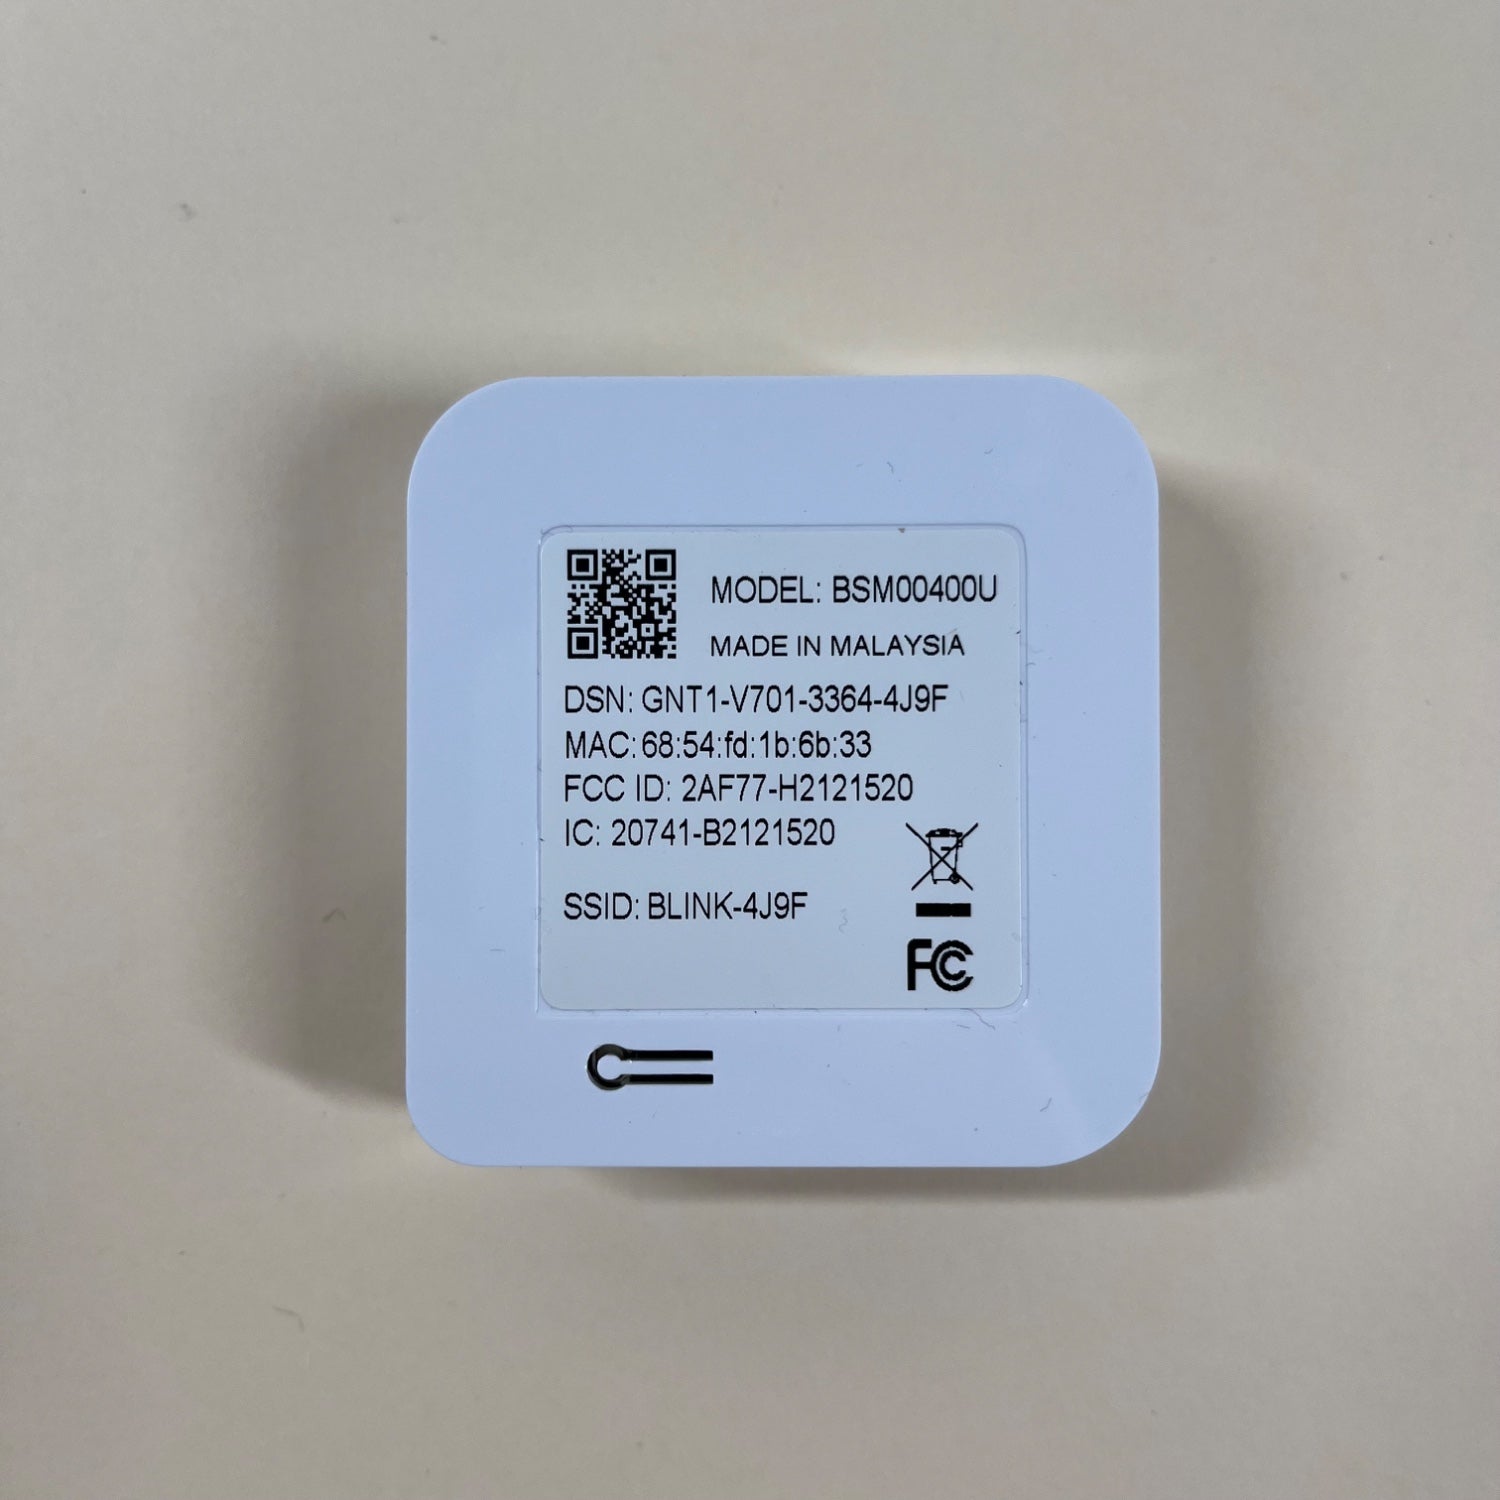 MODEL: BSM00400U
MADE IN MALAYSIA
DSN: GNT1-V701-3364-4J9F
MAC: 68:54:fd:1b:6b:33
FCC ID: 2AF77-H2121520
IC: 20741-B2121520
SSID: BLINK-4J9F
FC